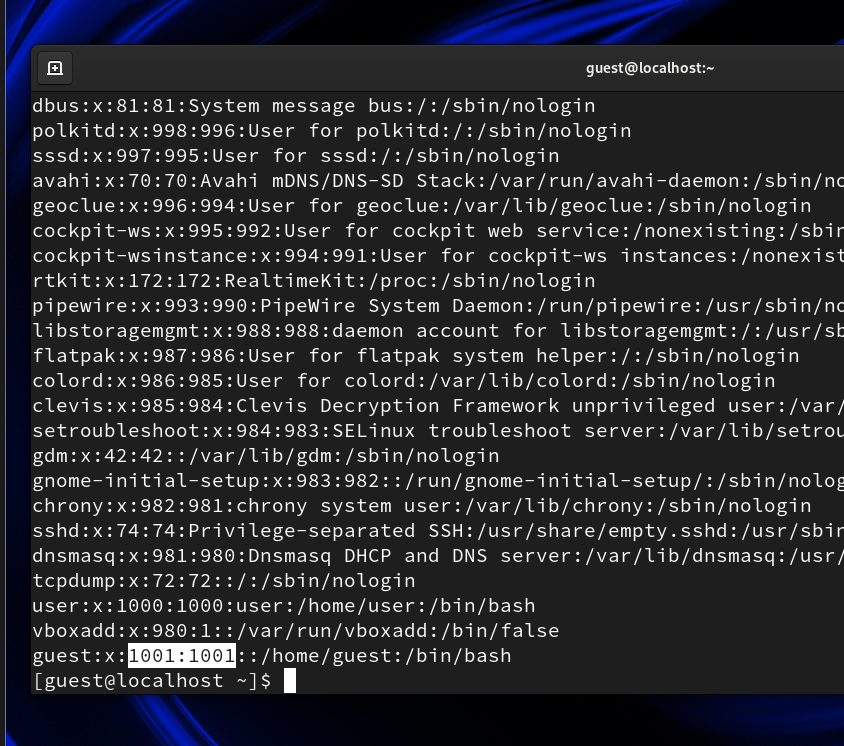 guest@localhost:~
dbus:x:81:81:System message bus:/:/sbin/nologin
polkitd:x:998:996:User for polkitd:/:/sbin/nologin
sssd:x:997:995:User for sssd:/:/sbin/nologin
avahi:x:70:70:Avahi mDNS/DNS-SD Stack:/var/run/avahi-daemon:/sbin/no
geoclue:x:996:994:User for geoclue:/var/lib/geoclue:/sbin/nologin
cockpit-ws:x:995:992:User for cockpit web service:/nonexisting:/sbin
cockpit-wsinstance:x:994:991:User for cockpit-ws instances:/nonexist
rtkit:x:172:172:RealtimeKit:/proc:/sbin/nologin
pipewire:x:993:990:PipeWire System Daemon:/run/pipewire:/usr/sbin/no
libstoragemgmt:x:988:988:daemon account for libstoragemgmt:/:/usr/sb
flatpak:x:987:986:User for flatpak system helper:/:/sbin/nologin
colord:x:986:985:User for colord:/var/lib/colord:/sbin/nologin
clevis:x:985:984:Clevis Decryption Framework unprivileged user:/var/
setroubleshoot:x:984:983:SELinux troubleshoot server:/var/lib/setrou
gdm:x:42:42::/var/lib/gdm:/sbin/nologin
gnome-initial-setup:x:983:982::/run/gnome-initial-setup/:/sbin/nolog
chrony:x:982:981:chrony system user:/var/lib/chrony:/sbin/nologin
sshd:x:74:74:Privilege-separated SSH:/usr/share/empty.sshd:/usr/sbin
dnsmasq:x:981:980:Dnsmasq DHCP and DNS server:/var/lib/dnsmasq:/usr/
tcpdump:x:72:72::/:/sbin/nologin
user:x:1000:1000:user:/home/user:/bin/bash
vboxadd:x:980:1::/var/run/vboxadd:/bin/false
guest:x:1001:1001::/home/guest:/bin/bash
[guest@localhost ~]$